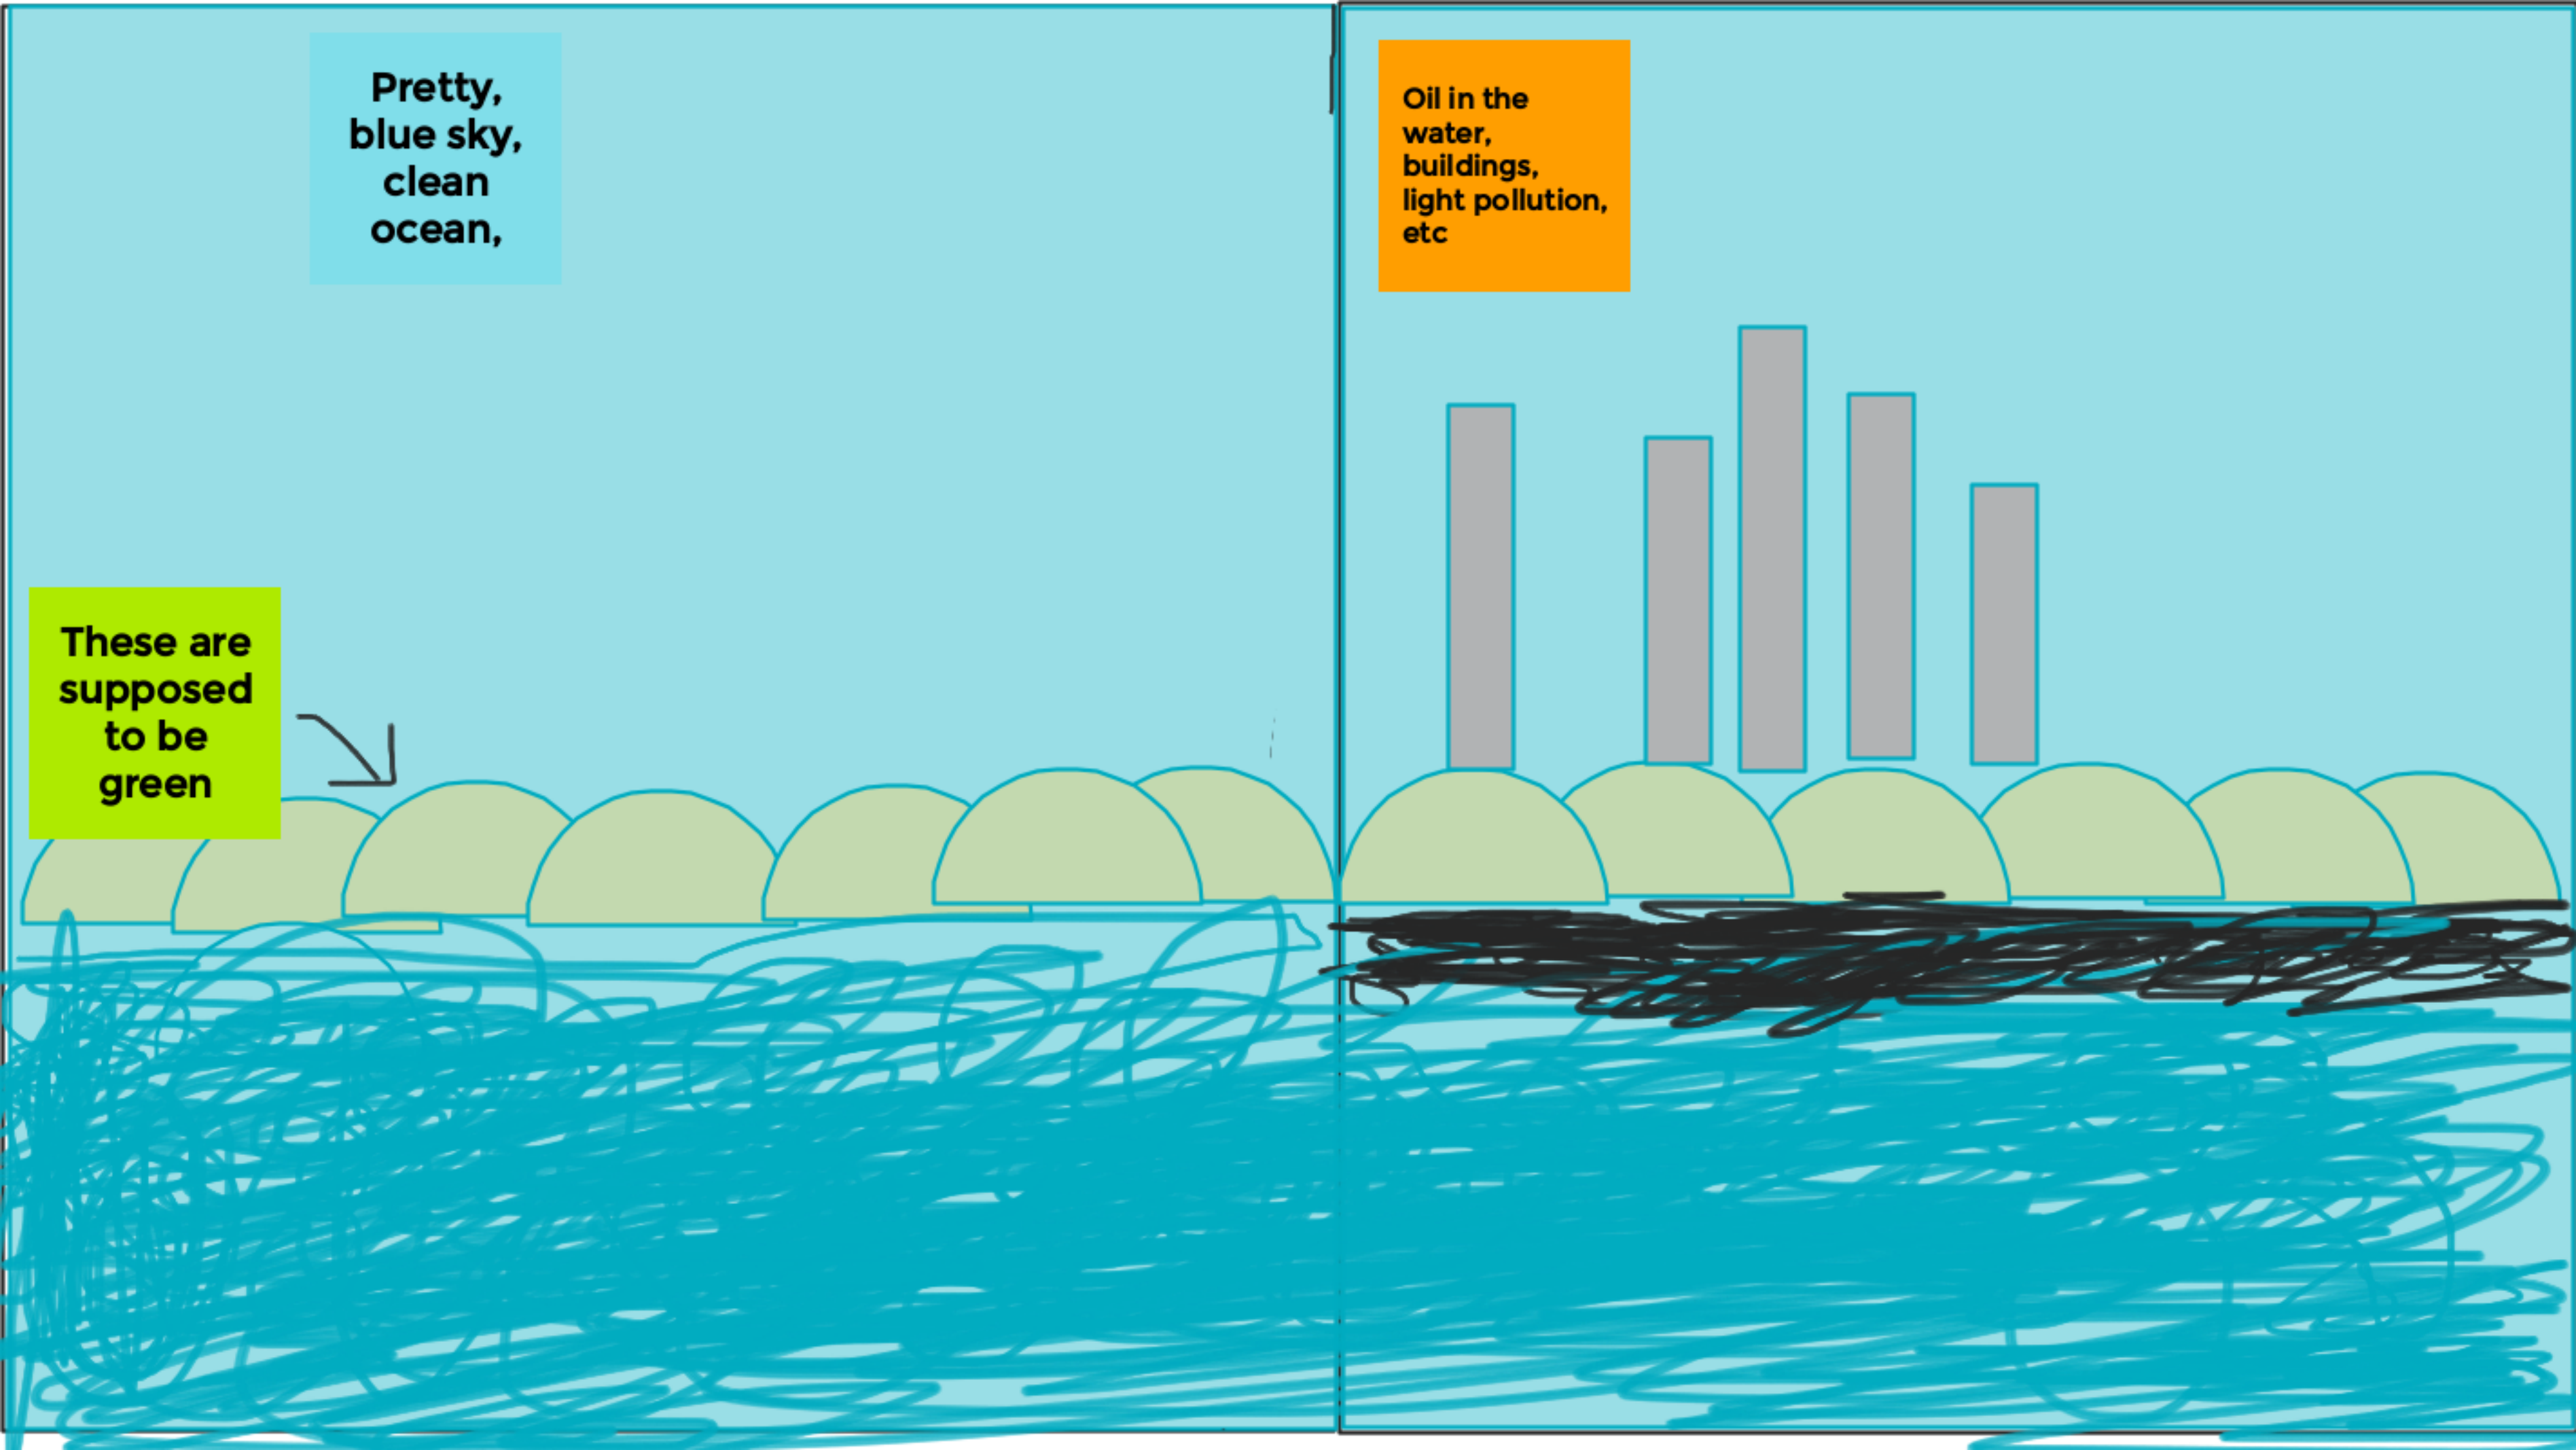 Pretty,
blue sky,
clean
ocean,
Oil in the
water,
buildings,
light pollution,
etc
These are
supposed
to be
green